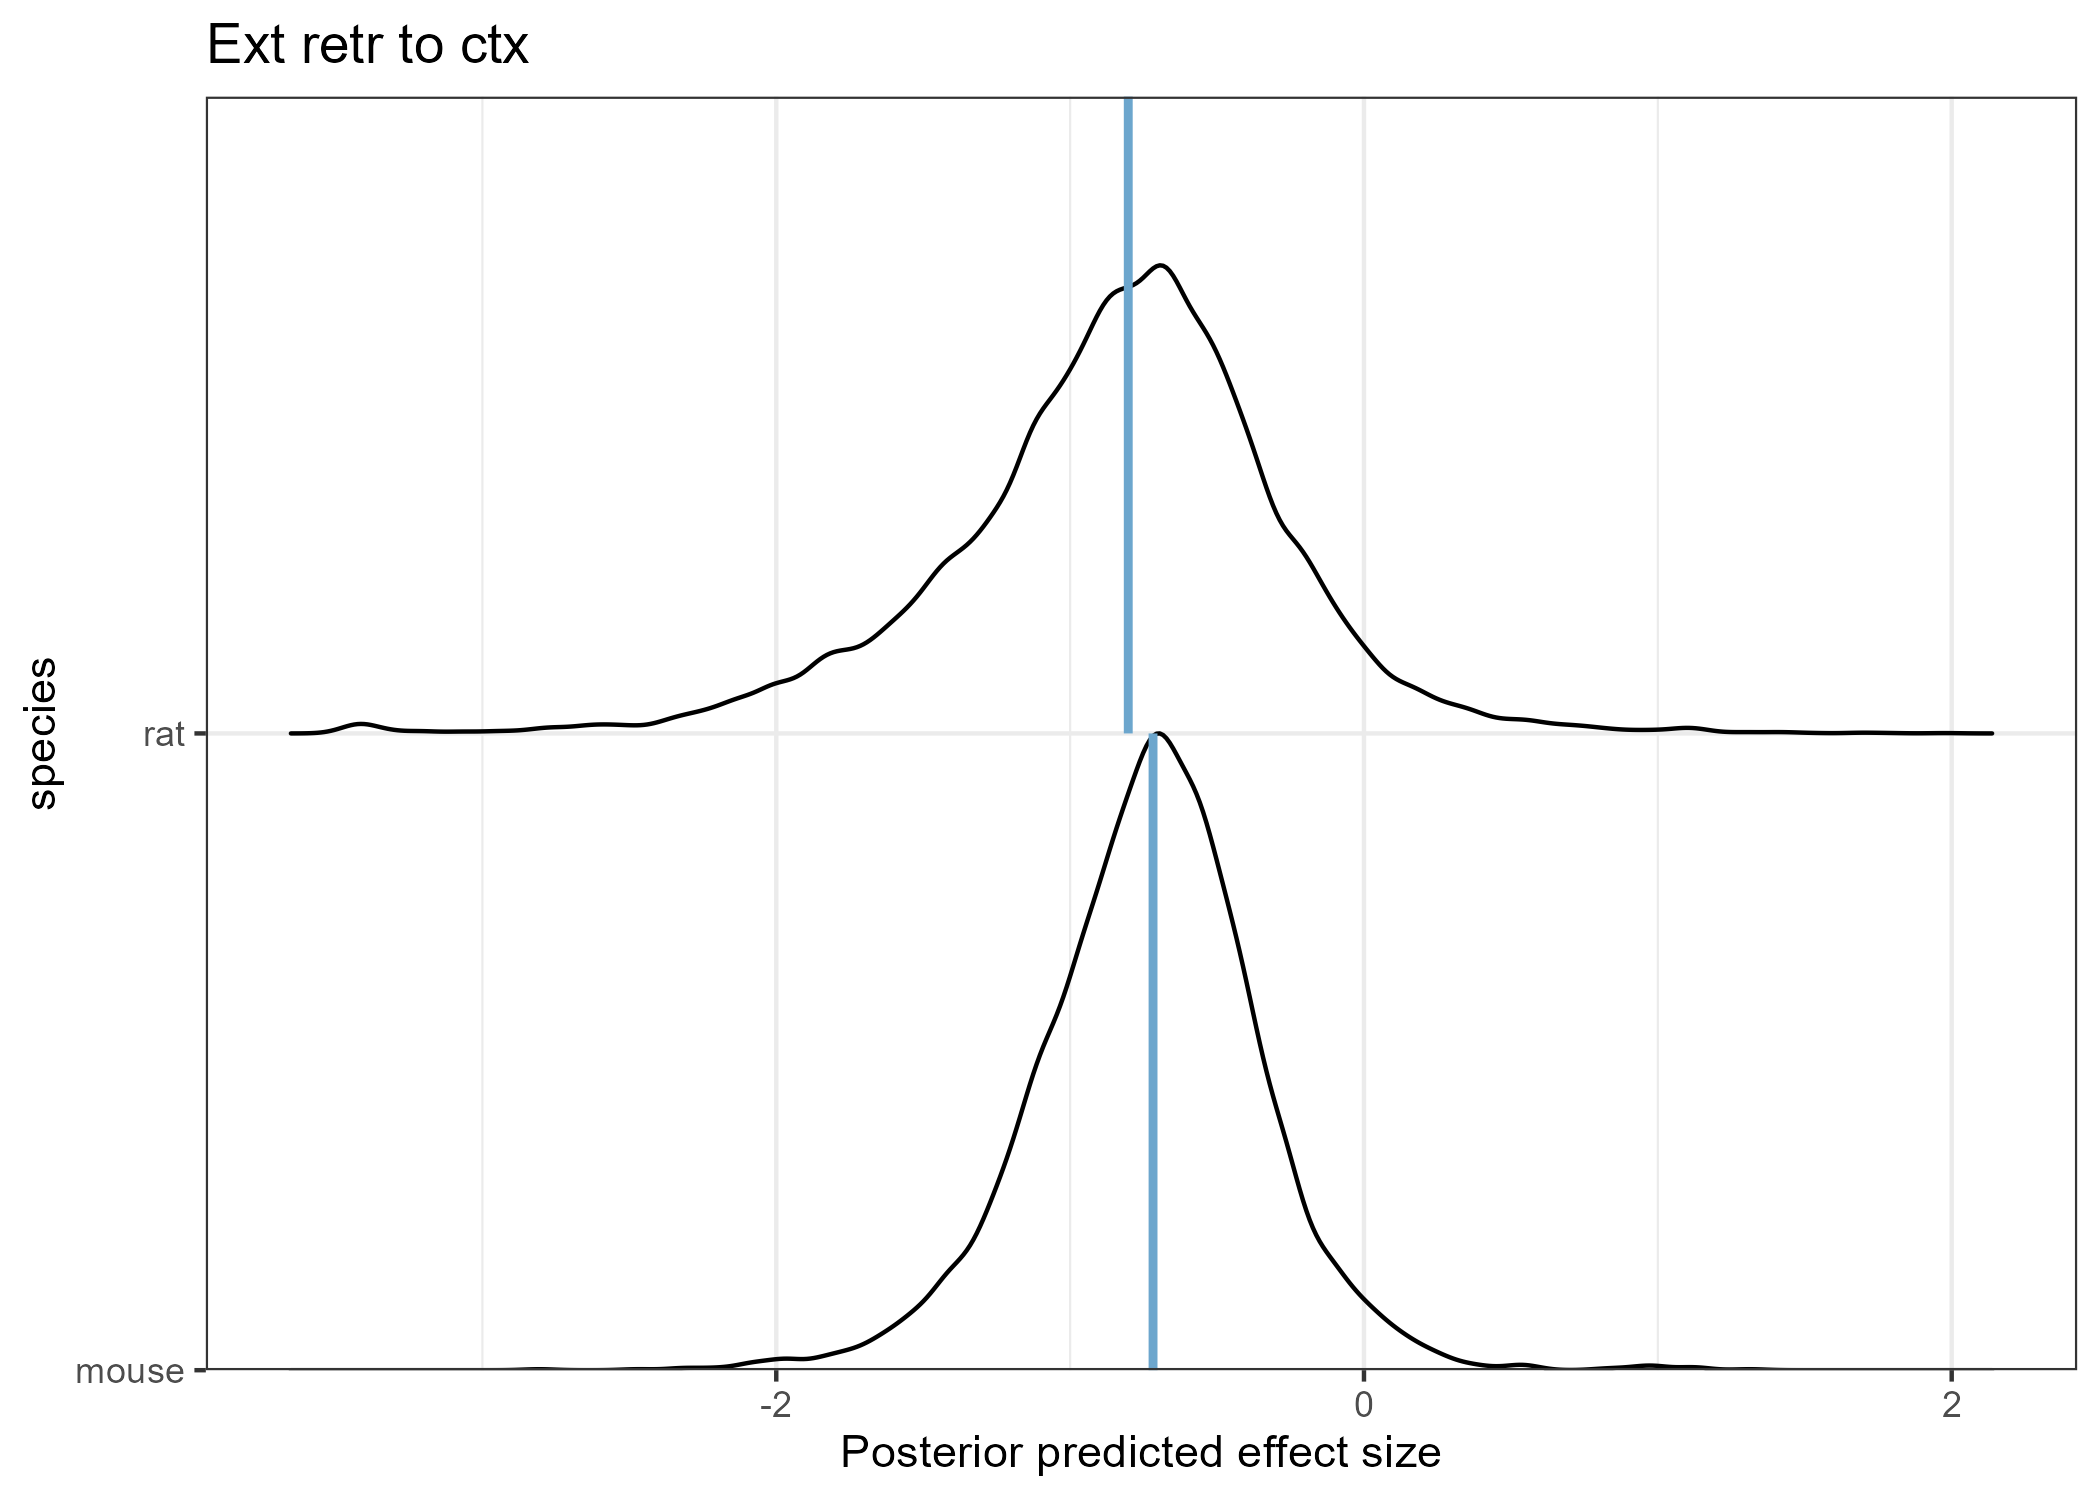 Ext retr to ctx
species
rat
mouse
-2 0 2
Posterior predicted effect size